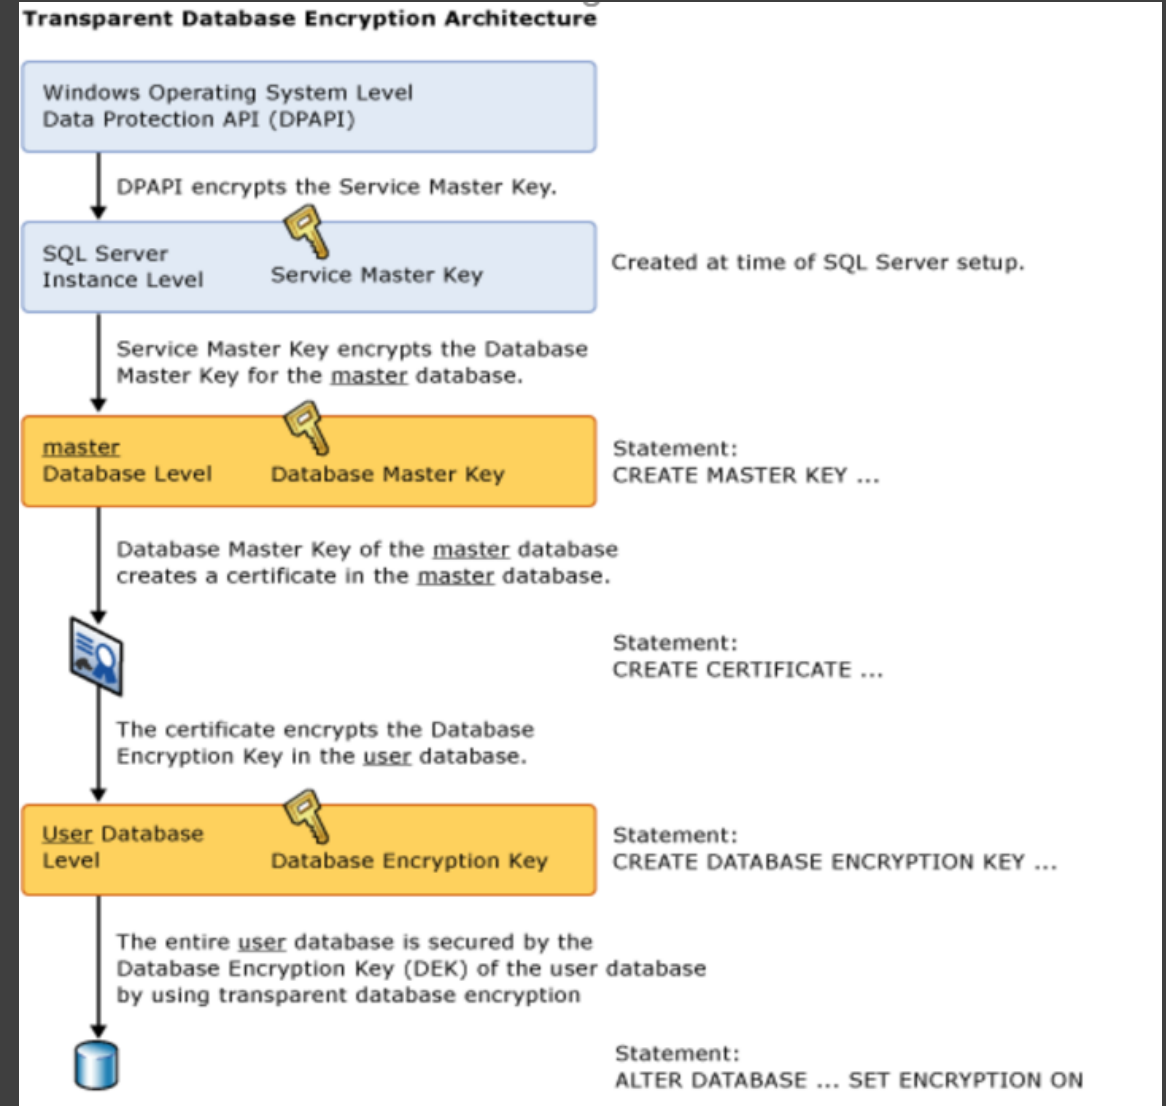 Transparent Database Encryption Architecture
Windows Operating System Level
Data Protection API (DPAPI)
DPAPI encrypts the Service Master Key.
SQL Server
Instance Level
Service Master Key
Created at time of SQL Server setup.
Service Master Key encrypts the Database
Master Key for the master database.
master
Database Level
Database Master Key
Statement:
CREATE MASTER KEY ...
Database Master Key of the master database
creates a certificate in the master database.
Statement:
CREATE CERTIFICATE ...
The certificate encrypts the Database
Encryption Key in the user database.
User Database
Level
Database Encryption Key
Statement:
CREATE DATABASE ENCRYPTION KEY ...
The entire user database is secured by the
Database Encryption Key (DEK) of the user database
by using transparent database encryption
Statement:
ALTER DATABASE ... SET ENCRYPTION ON